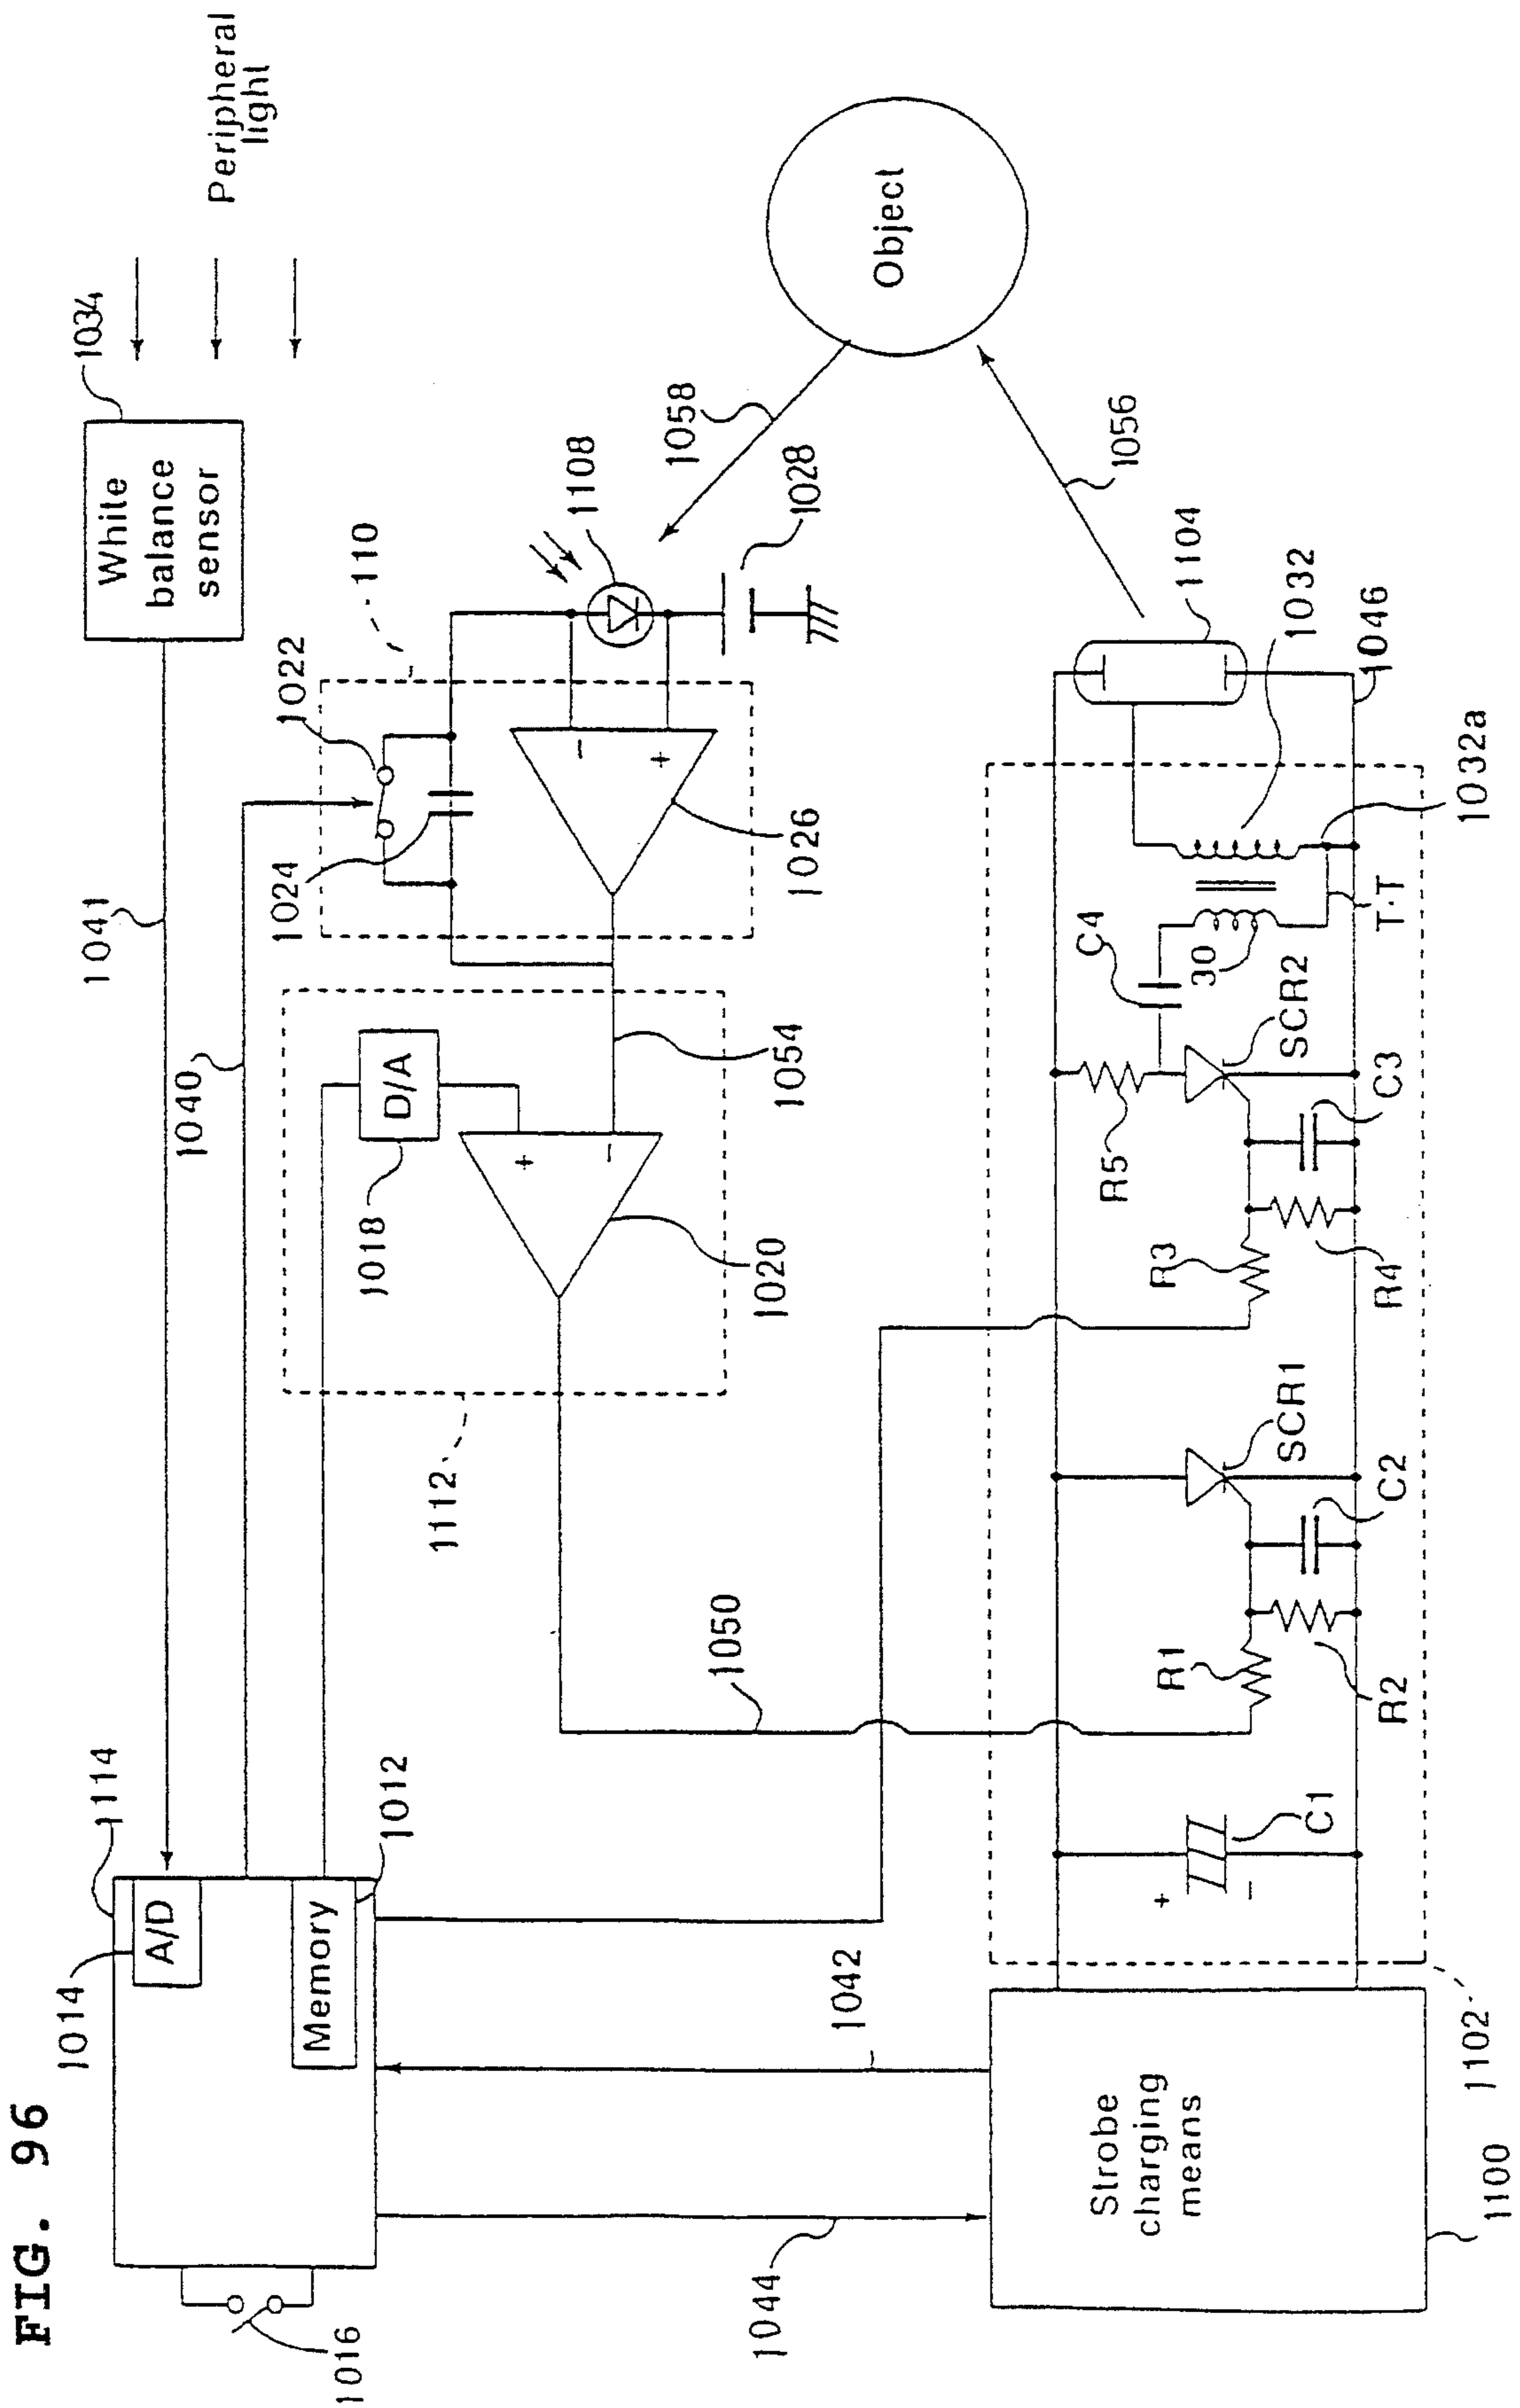 FIG. 96
1016
1014
1114
A/D
Memory
1012
1041
1040
1034
White
balance
sensor
Peripheral
light
1022
110
1024
1026
1108
1058
1028
Object
1056
D/A
1018
+
−
1020
1054
1112
−
+
1050
1042
1044
Strobe
charging
means
1100
1102
+
−
C1
R1
R2
C2
SCR1
R3
R4
C3
SCR2
R5
C4
30
T·T
1032a
1032
1046
1104